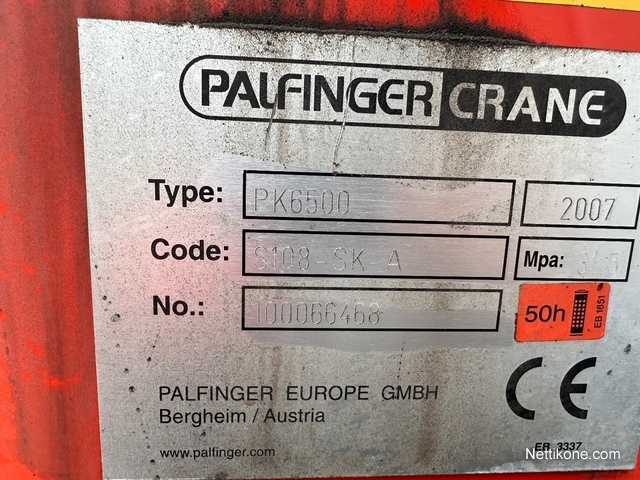 PALFINGER CRANE
Type: PK6500 2007
Code: S108-SK-A Mpa:
No.: 100066468
50h EB 1851
PALFINGER EUROPE GMBH
Bergheim / Austria
www.palfinger.com
CE
EB 3337
Nettikone.com